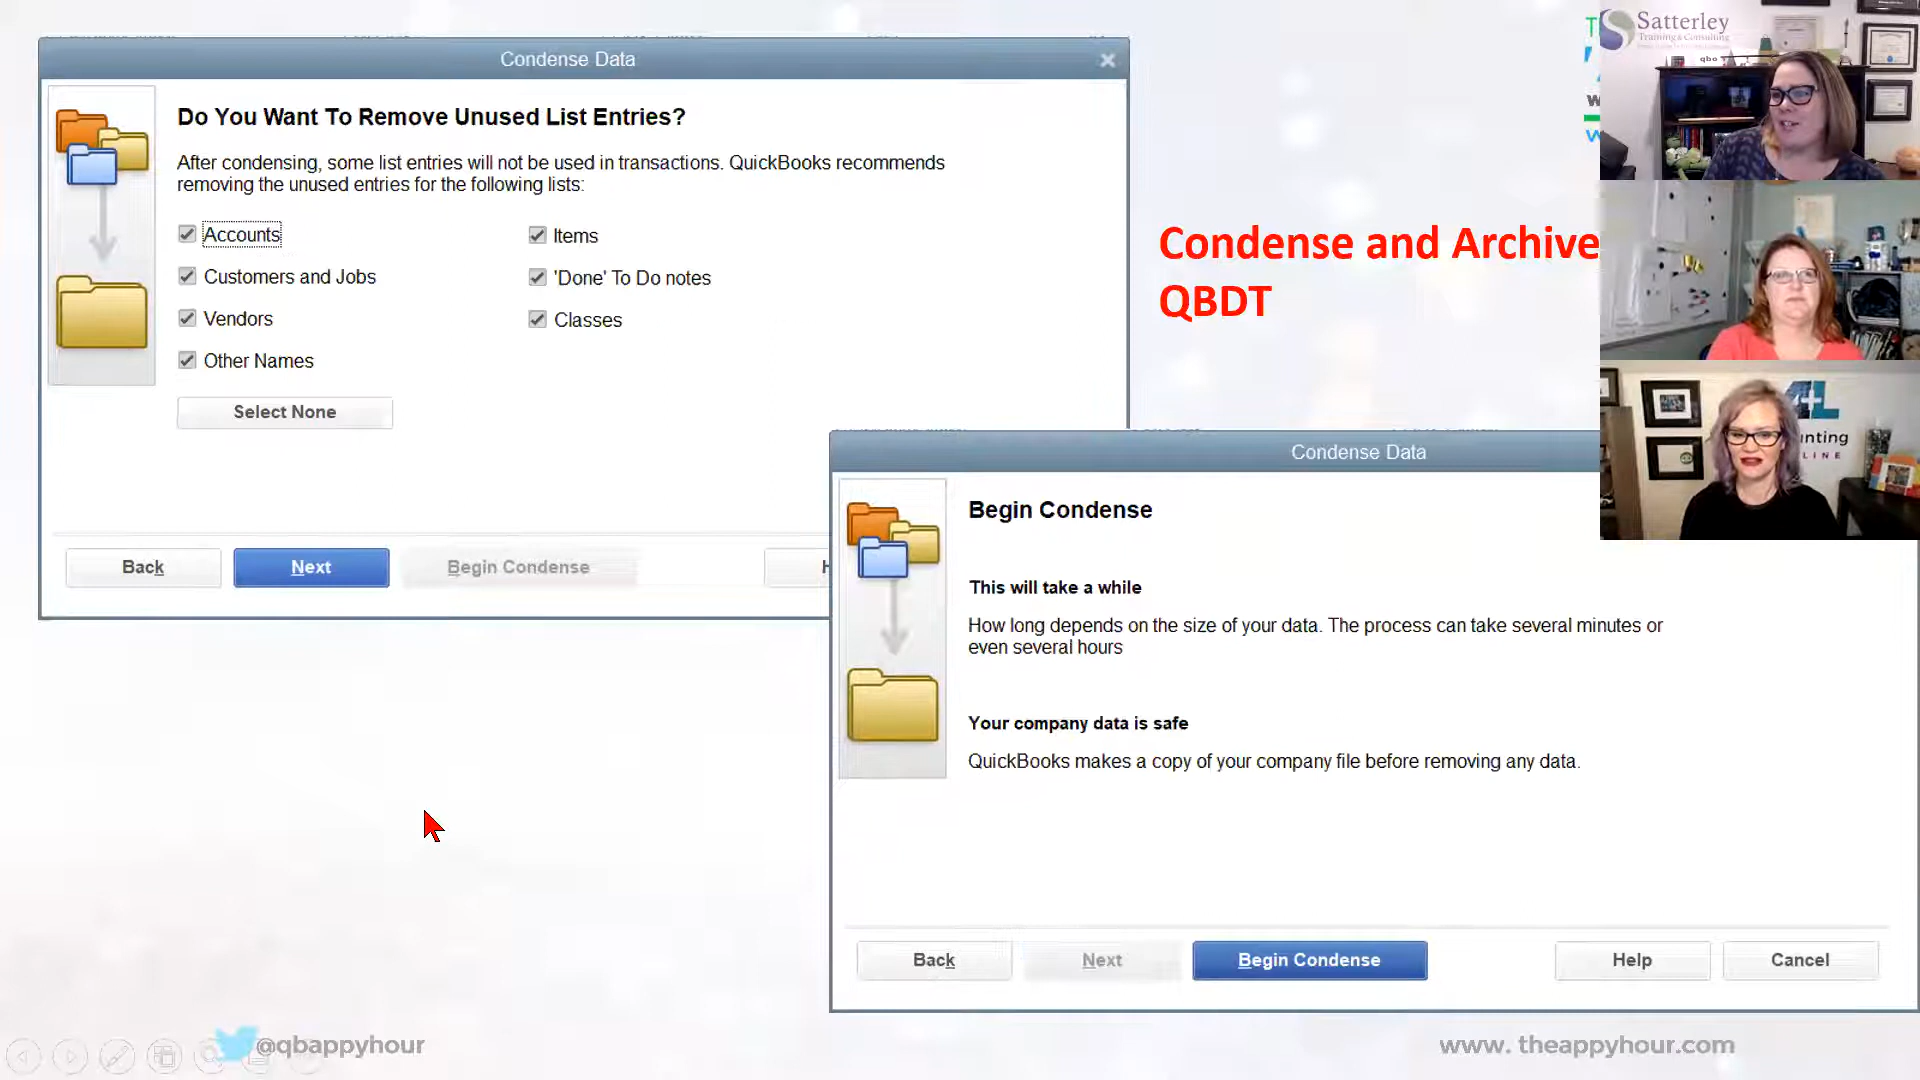 Condense Data
Do You Want To Remove Unused List Entries?
After condensing, some list entries will not be used in transactions. QuickBooks recommends
removing the unused entries for the following lists:
Accounts
Items
Customers and Jobs
'Done' To Do notes
Vendors
Classes
Other Names
Select None
Back
Next
Begin Condense
H
Condense and Archive
QBDT
Condense Data
Begin Condense
This will take a while
How long depends on the size of your data. The process can take several minutes or
even several hours
Your company data is safe
QuickBooks makes a copy of your company file before removing any data.
Back
Next
Begin Condense
Help
Cancel
Satterley
Training & Consulting
qbo
A+L
unting
LINE
@qbappyhour
www. theappyhour.com